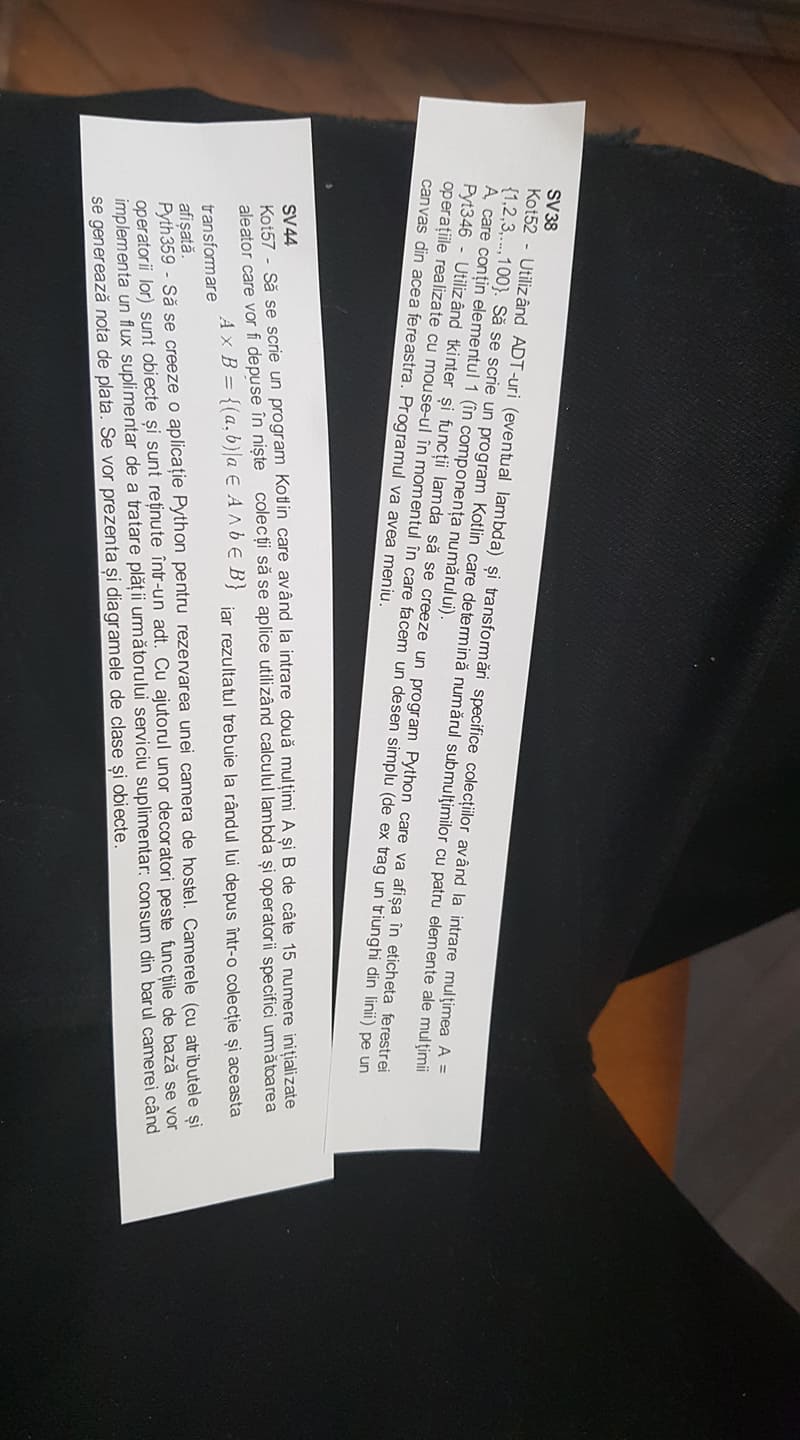 SV38
Kot52 - Utilizând ADT-uri (eventual lambda) și transformări specifice colecțiilor având la intrare mulțimea A =
{1,2,3,...,100}. Să se scrie un program Kotlin care determină numărul submulţimilor cu patru elemente ale mulţimii
A, care conțin elementul 1 (în componența numărului).
Pyt346 - Utilizând tkinter și funcții lamda să se creeze un program Python care va afișa în eticheta ferestrei
operațiile realizate cu mouse-ul în momentul în care facem un desen simplu (de ex trag un triunghi din linii) pe un
canvas din acea fereastra. Programul va avea meniu.
SV44
Kot57 - Să se scrie un program Kotlin care având la intrare două mulțimi A și B de câte 15 numere inițializate
aleator care vor fi depuse în niște colecții să se aplice utilizând calculul lambda și operatorii specifici următoarea
transformare A × B = {(a, b)|a ∈ A ∧ b ∈ B} iar rezultatul trebuie la rândul lui depus într-o colecție și aceasta
afișată.
Pyth359 - Să se creeze o aplicație Python pentru rezervarea unei camera de hostel. Camerele (cu atributele și
operatorii lor) sunt obiecte și sunt reținute într-un adt. Cu ajutorul unor decoratori peste funcțiile de bază se vor
implementa un flux suplimentar de a tratare plății următorului serviciu suplimentar: consum din barul camerei când
se generează nota de plata. Se vor prezenta și diagramele de clase și obiecte.